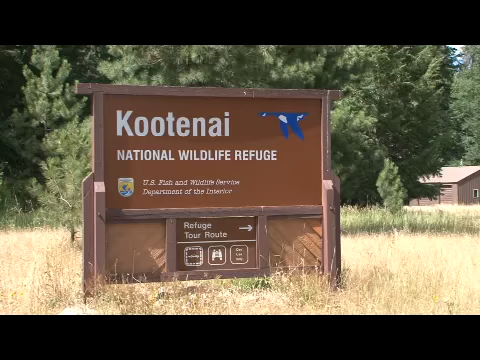 Kootenai
NATIONAL WILDLIFE REFUGE
U.S. Fish and Wildlife Service
Department of the Interior
Refuge
Tour Route